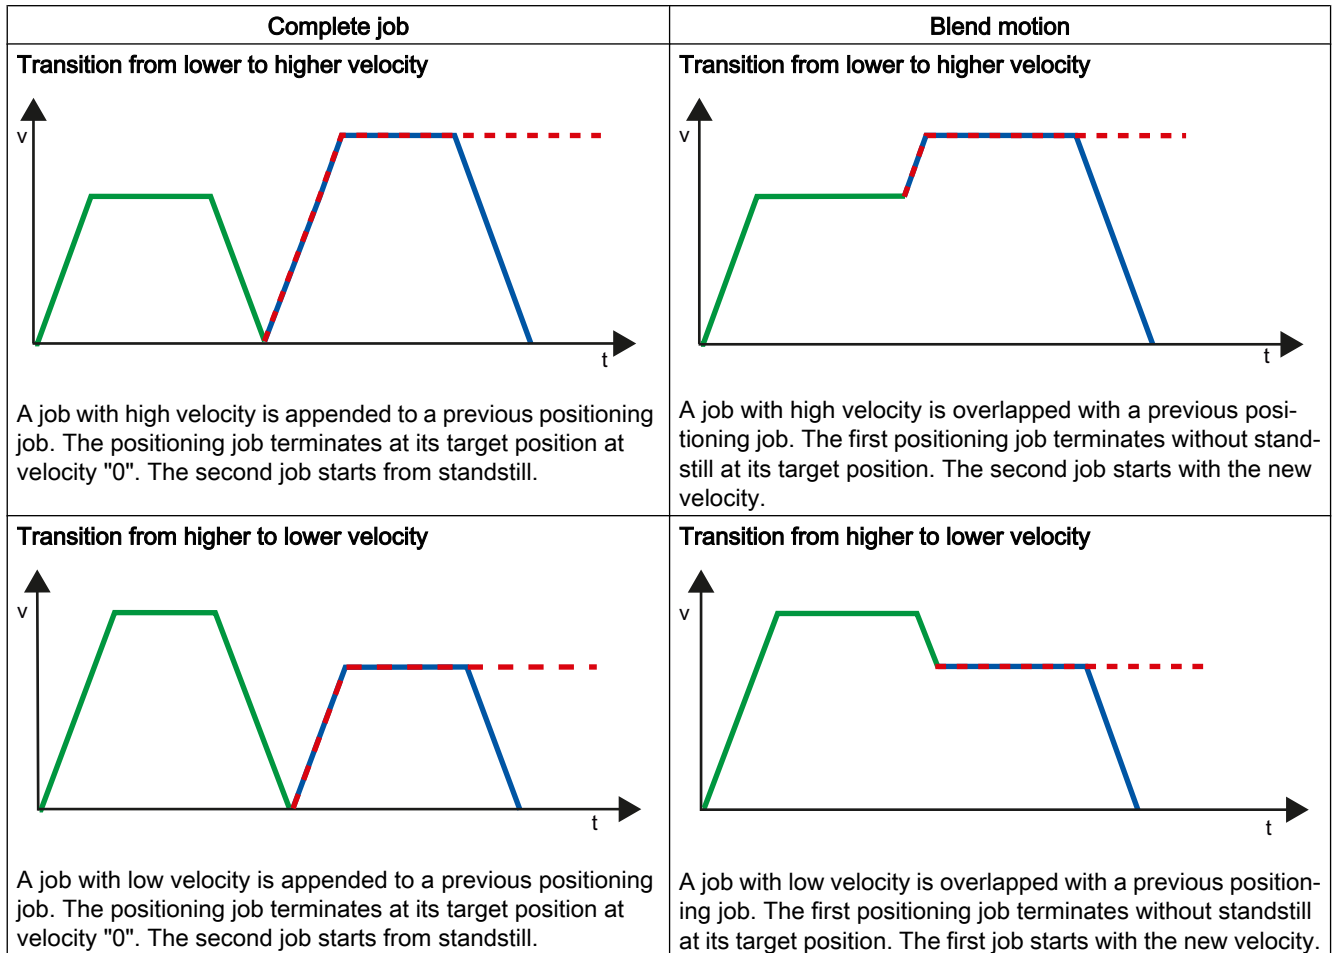 Complete job
Blend motion
Transition from lower to higher velocity
v
t
A job with high velocity is appended to a previous positioning
job. The positioning job terminates at its target position at
velocity "0". The second job starts from standstill.
Transition from lower to higher velocity
v
t
A job with high velocity is overlapped with a previous posi-
tioning job. The first positioning job terminates without stand-
still at its target position. The second job starts with the new
velocity.
Transition from higher to lower velocity
v
t
A job with low velocity is appended to a previous positioning
job. The positioning job terminates at its target position at
velocity "0". The second job starts from standstill.
Transition from higher to lower velocity
v
t
A job with low velocity is overlapped with a previous position-
ing job. The first positioning job terminates without standstill
at its target position. The first job starts with the new velocity.